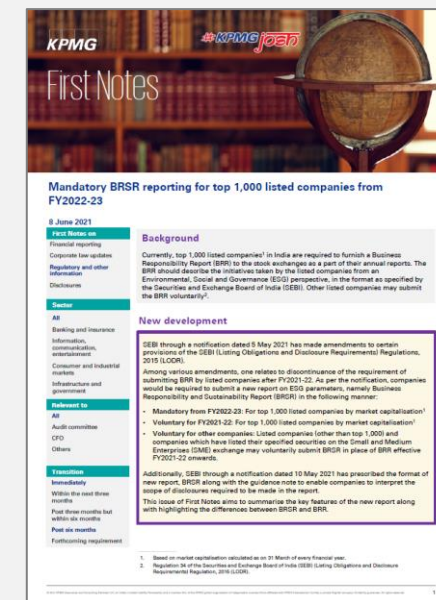 KPMG
#KPMG josh
First Notes
Mandatory BRSR reporting for top 1,000 listed companies from
FY2022-23
8 June 2021
First Notes on
Financial reporting
Corporate law updates
Regulatory and other
information
Disclosures
Sector
All
Banking and insurance
Information,
communication,
entertainment
Consumer and industrial
markets
Infrastructure and
government
Relevant to
All
Audit committee
CFO
Others
Transition
Immediately
Within the next three
months
Post three months but
within six months
Post six months
Forthcoming requirement
Background
Currently, top 1,000 listed companies¹ in India are required to furnish a Business
Responsibility Report (BRR) to the stock exchanges as a part of their annual reports. The
BRR should describe the initiatives taken by the listed companies from an
Environmental, Social and Governance (ESG) perspective, in the format as specified by
the Securities and Exchange Board of India (SEBI). Other listed companies may submit
the BRR voluntarily².
New development
SEBI through a notification dated 5 May 2021 has made amendments to certain
provisions of the SEBI (Listing Obligations and Disclosure Requirements) Regulations,
2015 (LODR).
Among various amendments, one relates to discontinuance of the requirement of
submitting BRR by listed companies after FY2021-22. As per the notification, companies
would be required to submit a new report on ESG parameters, namely Business
Responsibility and Sustainability Report (BRSR) in the following manner:
- Mandatory from FY2022-23: For top 1,000 listed companies by market capitalisation¹
- Voluntary for FY2021-22: For top 1,000 listed companies by market capitalisation¹
- Voluntary for other companies: Listed companies (other than top 1,000) and
companies which have listed their specified securities on the Small and Medium
Enterprises (SME) exchange may voluntarily submit BRSR in place of BRR effective
FY2021-22 onwards.
Additionally, SEBI through a notification dated 10 May 2021 has prescribed the format of
new report, BRSR along with the guidance note to enable companies to interpret the
scope of disclosures required to be made in the report.
This issue of First Notes aims to summarise the key features of the new report along
with highlighting the differences between BRSR and BRR.
1. Based on market capitalisation calculated as on 31 March of every financial year.
2. Regulation 34 of the Securities and Exchange Board of India (SEBI) (Listing Obligations and Disclosure
Requirements) Regulation, 2015 (LODR).
1